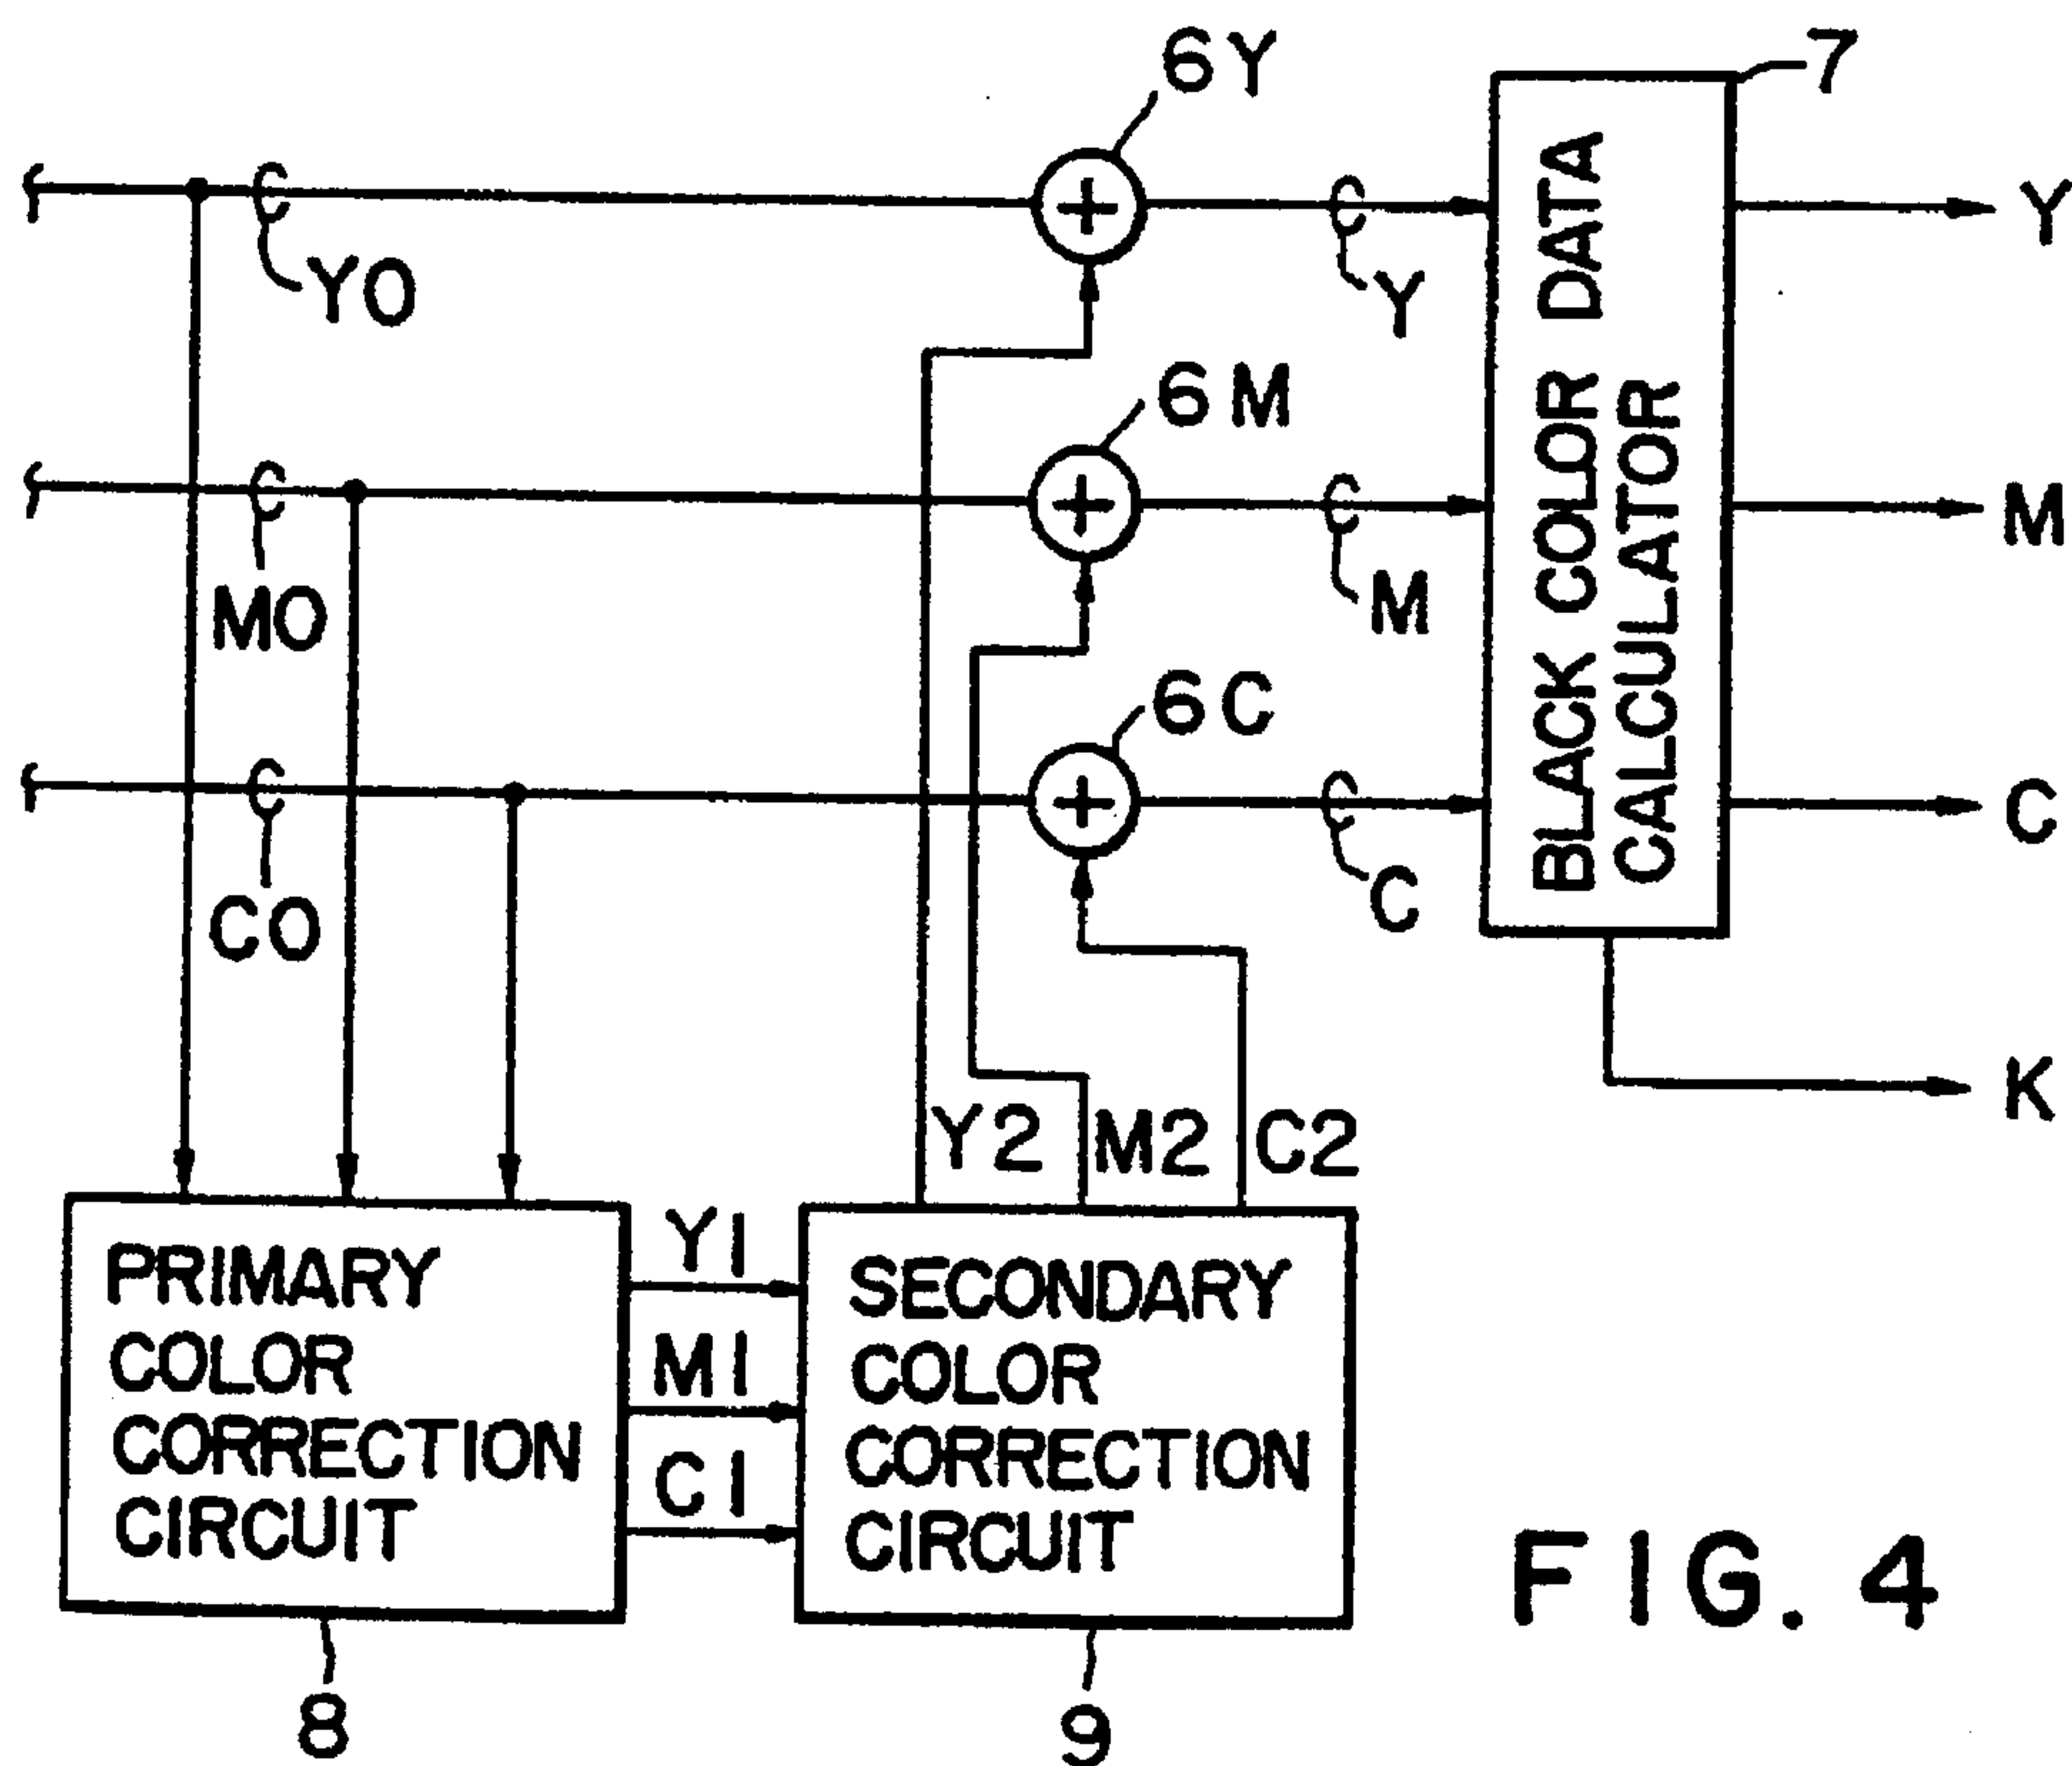 6Y
7
Y0
Y
Y
BLACK COLOR DATA
CALCULATOR
6M
M0
M
M
6C
C0
C
C
K
Y2
M2
C2
PRIMARY
COLOR
CORRECTION
CIRCUIT
Y1
M1
C1
SECONDARY
COLOR
CORRECTION
CIRCUIT
8
9
FIG. 4